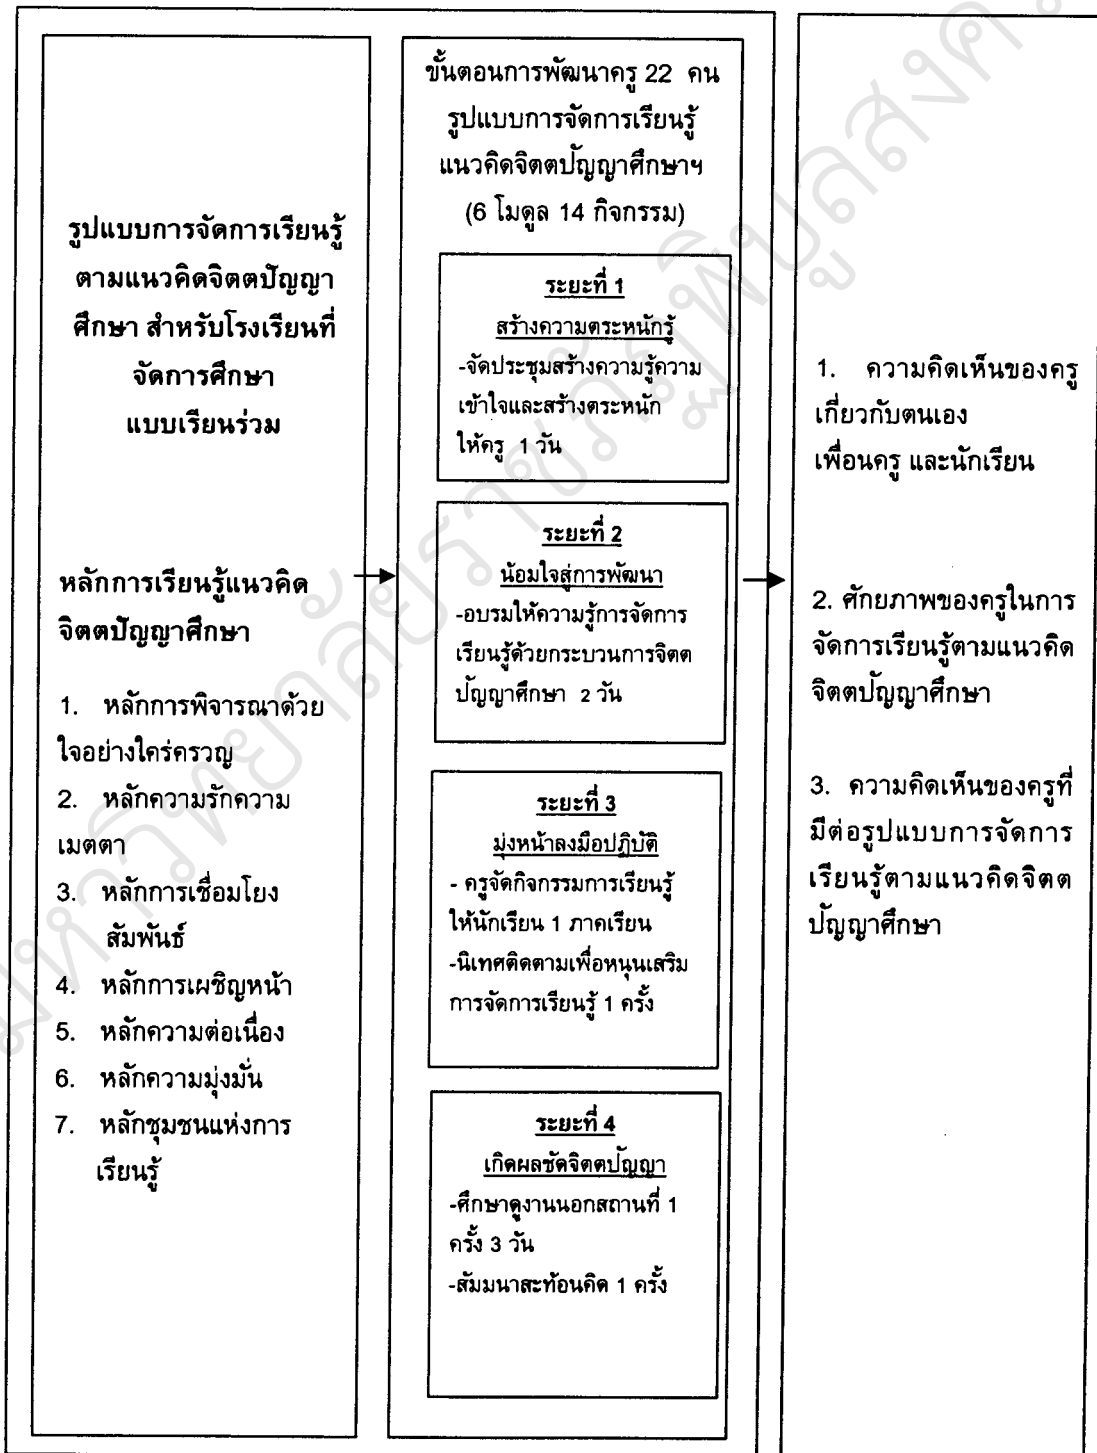 รูปแบบการจัดการเรียนรู้
ตามแนวคิดจิตตปัญญา
ศึกษา สำหรับโรงเรียนที่
จัดการศึกษา
แบบเรียนร่วม
หลักการเรียนรู้แนวคิด
จิตตปัญญาศึกษา
1. หลักการพิจารณาด้วย
ใจอย่างใคร่ครวญ
2. หลักความรักความ
เมตตา
3. หลักการเชื่อมโยง
สัมพันธ์
4. หลักการเผชิญหน้า
5. หลักความต่อเนื่อง
6. หลักความมุ่งมั่น
7. หลักชุมชนแห่งการ
เรียนรู้
ขั้นตอนการพัฒนาครู 22 คน
รูปแบบการจัดการเรียนรู้
แนวคิดจิตตปัญญาศึกษาฯ
(6 โมดูล 14 กิจกรรม)
ระยะที่ 1
สร้างความตระหนักรู้
-จัดประชุมสร้างความรู้ความ
เข้าใจและสร้างตระหนัก
ให้ครู 1 วัน
ระยะที่ 2
น้อมใจสู่การพัฒนา
-อบรมให้ความรู้การจัดการ
เรียนรู้ด้วยกระบวนการจิตต
ปัญญาศึกษา 2 วัน
ระยะที่ 3
มุ่งหน้าลงมือปฏิบัติ
- ครูจัดกิจกรรมการเรียนรู้
ให้นักเรียน 1 ภาคเรียน
-นิเทศติดตามเพื่อหนุนเสริม
การจัดการเรียนรู้ 1 ครั้ง
ระยะที่ 4
เกิดผลชัดจิตตปัญญา
-ศึกษาดูงานนอกสถานที่ 1
ครั้ง 3 วัน
-สัมมนาสะท้อนคิด 1 ครั้ง
1. ความคิดเห็นของครู
เกี่ยวกับตนเอง
เพื่อนครู และนักเรียน
2. ศักยภาพของครูในการ
จัดการเรียนรู้ตามแนวคิด
จิตตปัญญาศึกษา
3. ความคิดเห็นของครูที่
มีต่อรูปแบบการจัดการ
เรียนรู้ตามแนวคิดจิตต
ปัญญาศึกษา
มหาวิทยาลัยราชภัฏพิบูลสงคร